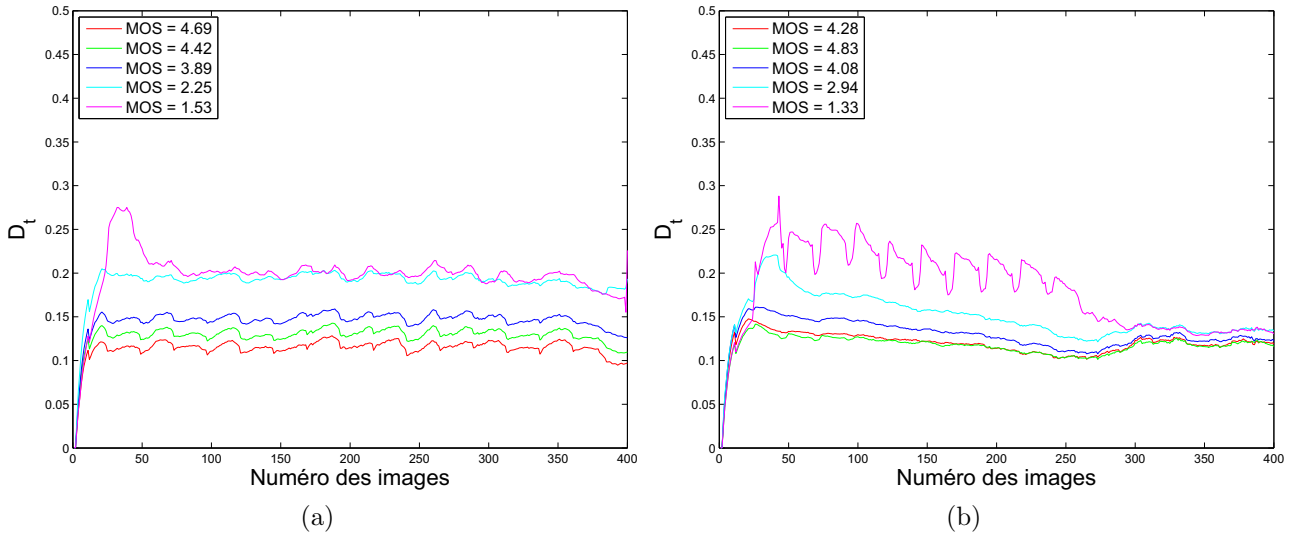 MOS = 4.69
MOS = 4.42
MOS = 3.89
MOS = 2.25
MOS = 1.53
0.5
0.45
0.4
0.35
0.3
0.25
0.2
0.15
0.1
0.05
0
D_t
0 50 100 150 200 250 300 350 400
Numéro des images
(a)
MOS = 4.28
MOS = 4.83
MOS = 4.08
MOS = 2.94
MOS = 1.33
0.5
0.45
0.4
0.35
0.3
0.25
0.2
0.15
0.1
0.05
0
D_t
0 50 100 150 200 250 300 350 400
Numéro des images
(b)